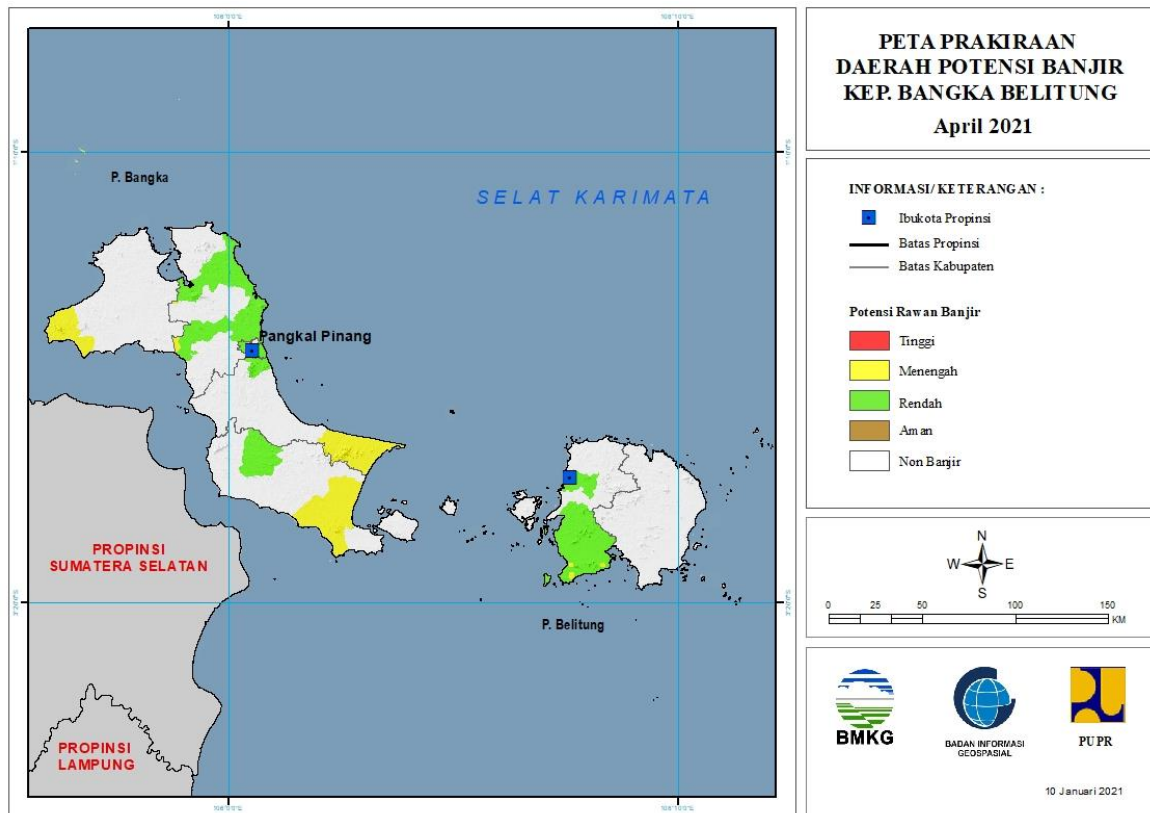 PETA PRAKIRAAN
DAERAH POTENSI BANJIR
KEP. BANGKA BELITUNG
April 2021
P. Bangka
SELAT KARIMATA
Pangkal Pinang
PROPINSI
SUMATERA SELATAN
P. Belitung
PROPINSI
LAMPUNG
INFORMASI/ KETERANGAN :
Ibukota Propinsi
Batas Propinsi
Batas Kabupaten
Potensi Rawan Banjir
Tinggi
Menengah
Rendah
Aman
Non Banjir
N
W E
S
0 25 50 100 150
KM
BMKG
BADAN INFORMASI
GEOSPASIAL
PUPR
10 Januari 2021